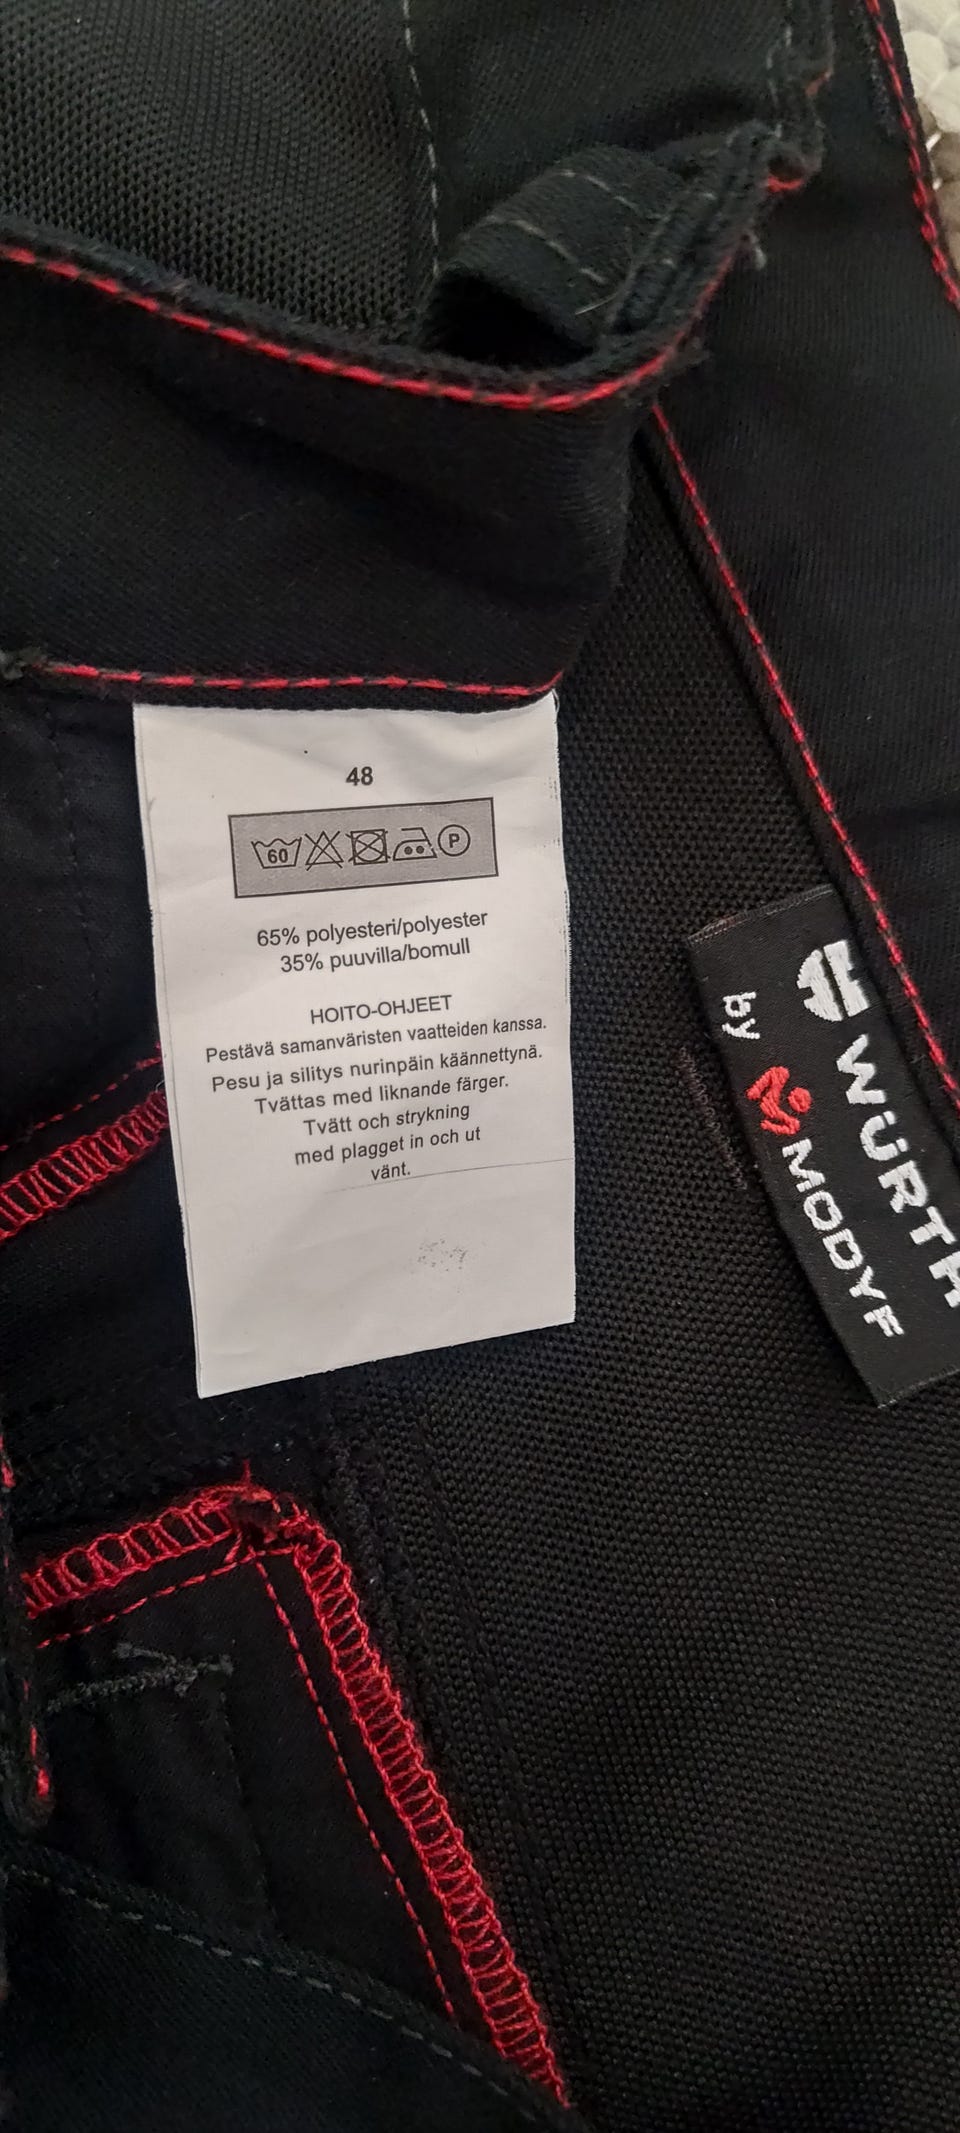 48
60
P
65% polyesteri/polyester
35% puuvilla/bomull
HOITO-OHJEET
Pestävä samanväristen vaatteiden kanssa.
Pesu ja silitys nurinpäin käännettynä.
Tvättas med liknande färger.
Tvätt och strykning
med plagget in och ut
vänt.
WÜRTH
by MODYF